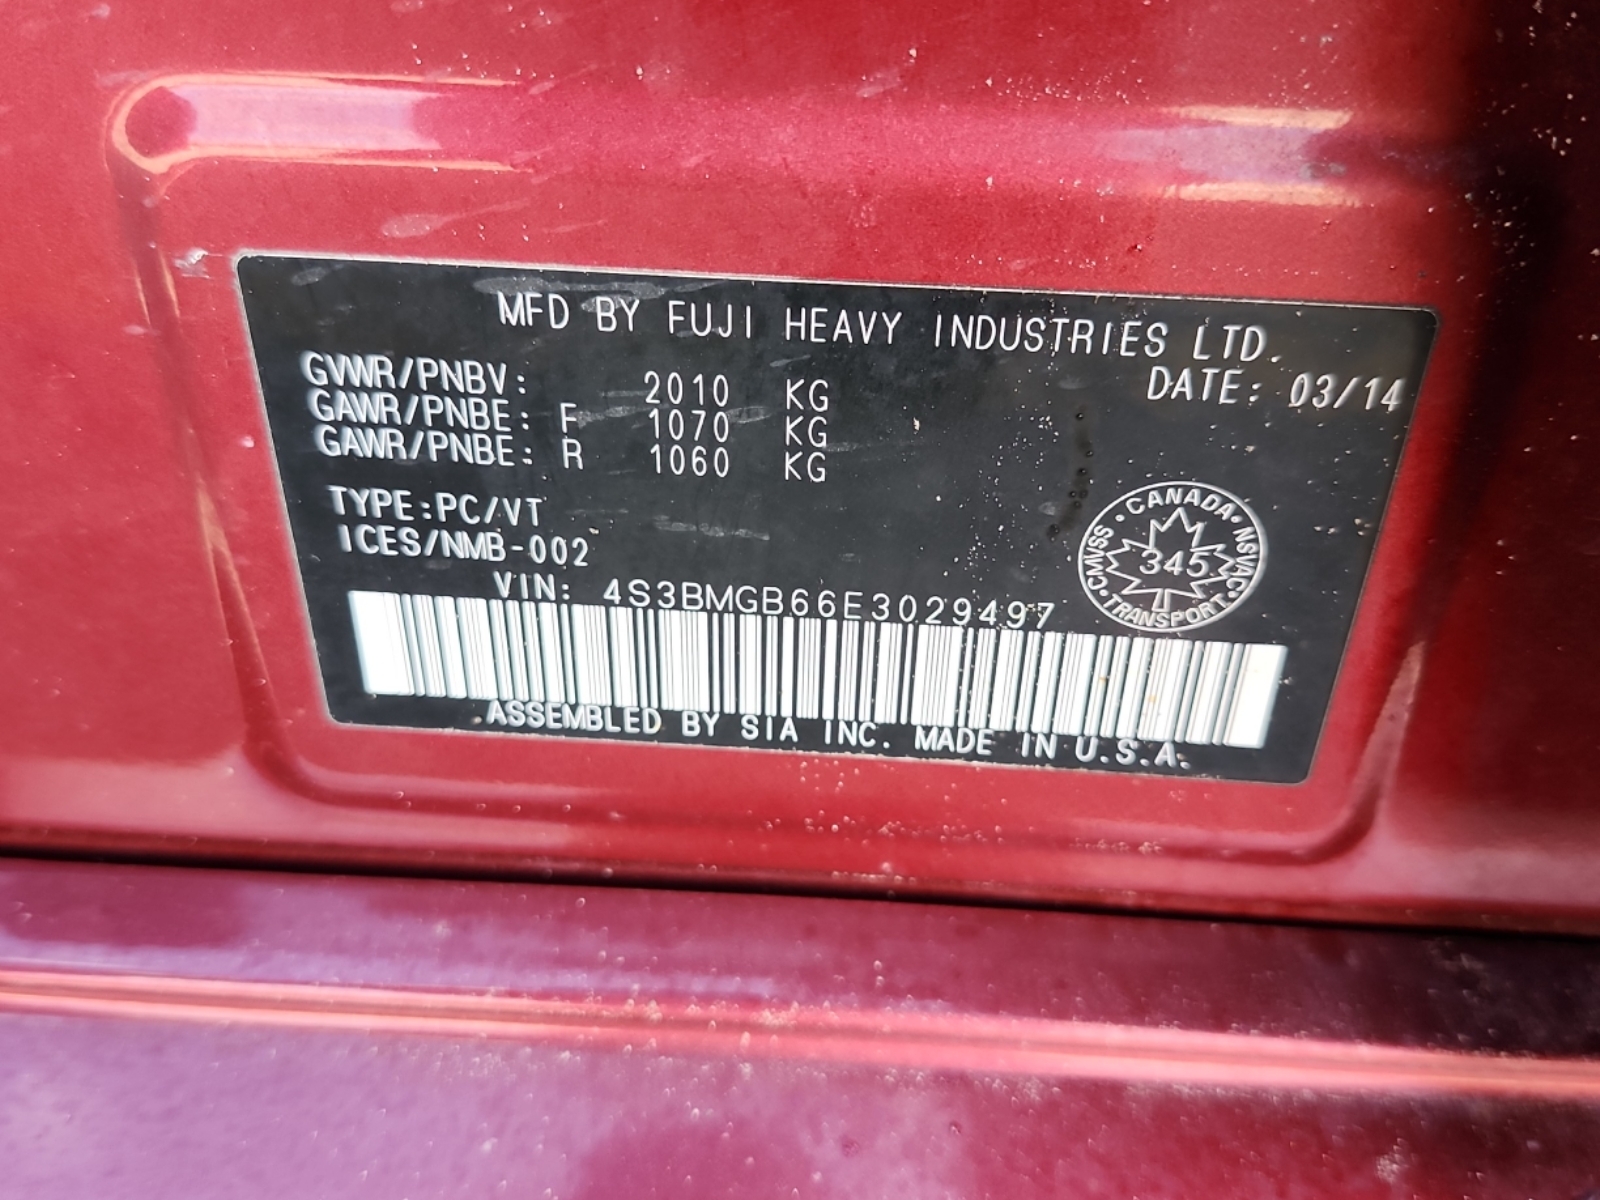 MFD BY FUJI HEAVY INDUSTRIES LTD.
DATE: 03/14
GVWR/PNBV: 2010 KG
GAWR/PNBE: F 1070 KG
GAWR/PNBE: R 1060 KG
TYPE:PC/VT
ICES/NMB-002
CANADA · NSVAC · TRANSPORT · CMVSS ·
345
VIN: 4S3BMGB66E3029497
ASSEMBLED BY SIA INC. MADE IN U.S.A.